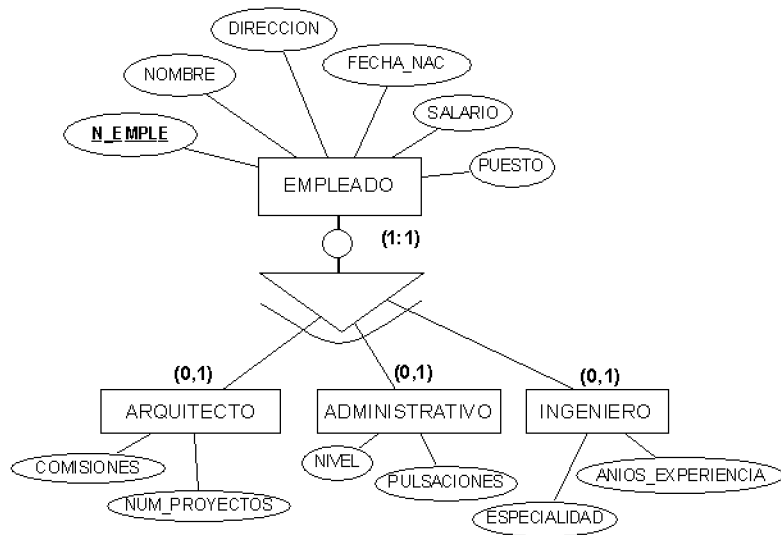 DIRECCION
FECHA_NAC
NOMBRE
SALARIO
N_EMPLE
PUESTO
EMPLEADO
(1:1)
(0,1)
(0,1)
(0,1)
ARQUITECTO
ADMINISTRATIVO
INGENIERO
COMISIONES
NIVEL
ANIOS_EXPERIENCIA
PULSACIONES
NUM_PROYECTOS
ESPECIALIDAD